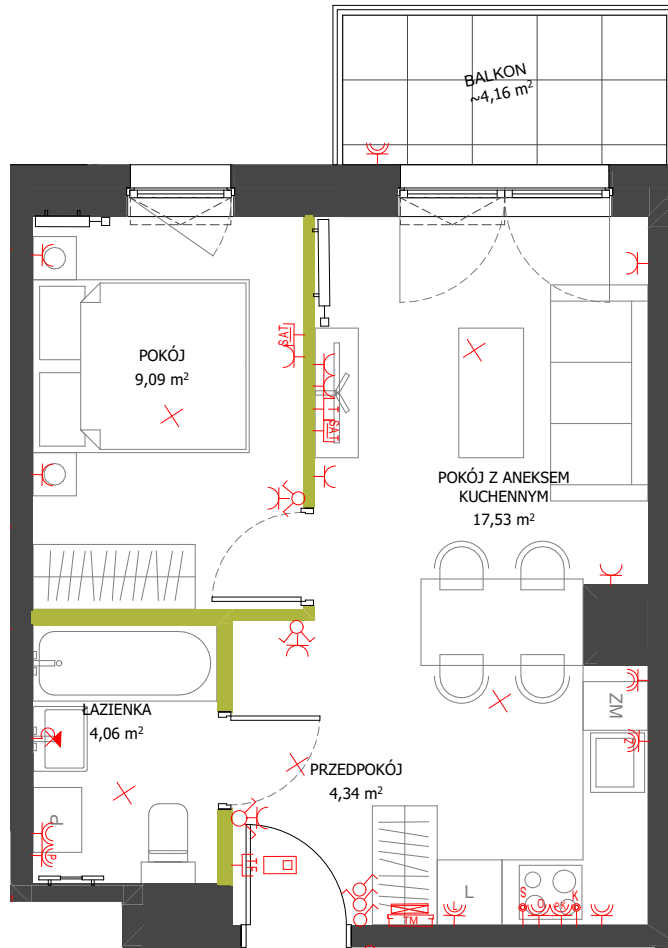 BALKON
~4,16 m²
POKÓJ
9,09 m²
SAT
T
SAT
POKÓJ Z ANEKSEM
KUCHENNYM
17,53 m²
ŁAZIENKA
4,06 m²
ZM
Z
PRZEDPOKÓJ
4,34 m²
P
P
TF
L
L
TM
S
K